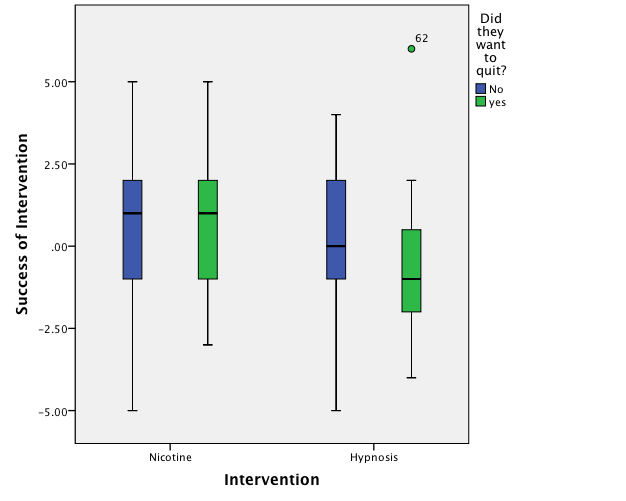 Did
they
want
to
quit?
No
yes
62
5.00
2.50
.00
−2.50
−5.00
Success of Intervention
Nicotine
Hypnosis
Intervention